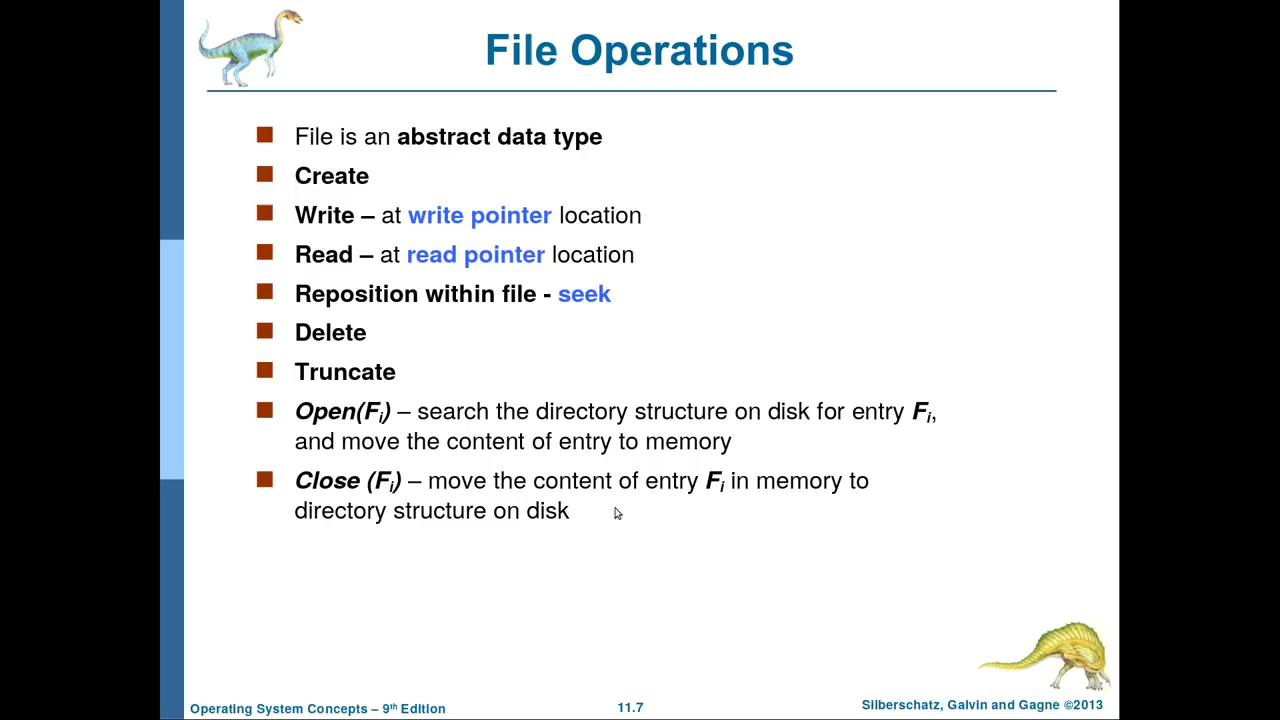 File Operations
File is an abstract data type
Create
Write – at write pointer location
Read – at read pointer location
Reposition within file - seek
Delete
Truncate
Open(Fi) – search the directory structure on disk for entry Fi,
and move the content of entry to memory
Close (Fi) – move the content of entry Fi in memory to
directory structure on disk
Operating System Concepts – 9th Edition
11.7
Silberschatz, Galvin and Gagne ©2013